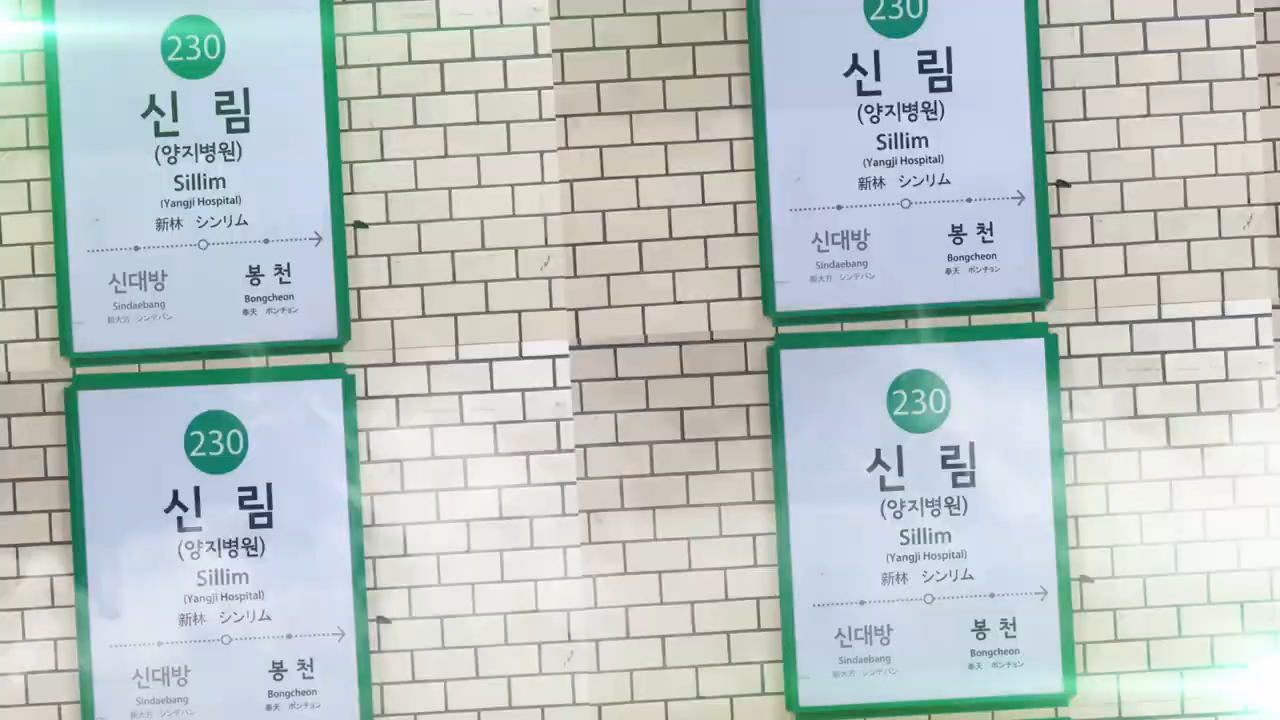 230
신 림
(양지병원)
Sillim
(Yangji Hospital)
新林 シンリム
신대방
Sindaebang
新大方 シンデバン
봉 천
Bongcheon
奉天 ポンチョン
230
신 림
(양지병원)
Sillim
(Yangji Hospital)
新林 シンリム
신대방
Sindaebang
新大方 シンデバン
봉 천
Bongcheon
奉天 ポンチョン
230
신 림
(양지병원)
Sillim
(Yangji Hospital)
新林 シンリム
신대방
Sindaebang
新大方 シンデバン
봉 천
Bongcheon
奉天 ポンチョン
230
신 림
(양지병원)
Sillim
(Yangji Hospital)
新林 シンリム
신대방
Sindaebang
新大方 シンデバン
봉 천
Bongcheon
奉天 ポンチョン